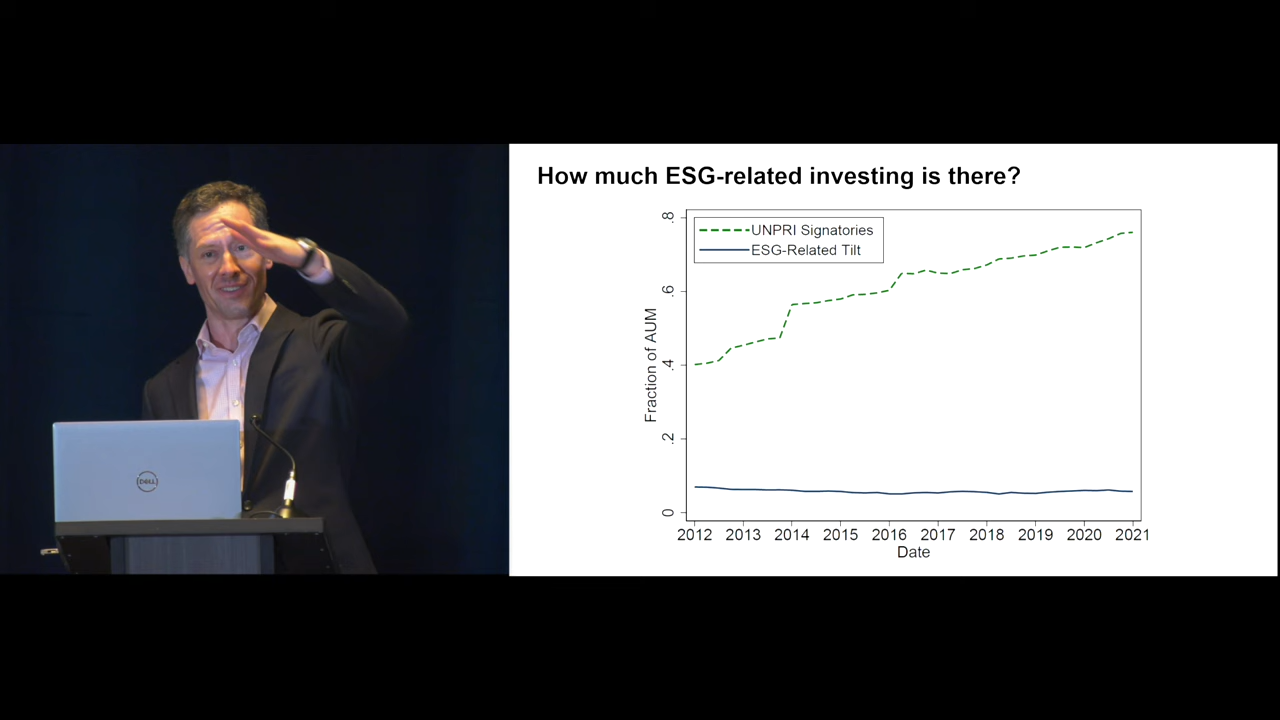 DELL
How much ESG-related investing is there?
UNPRI Signatories
ESG-Related Tilt
Fraction of AUM
.8
.6
.4
.2
0
2012 2013 2014 2015 2016 2017 2018 2019 2020 2021
Date